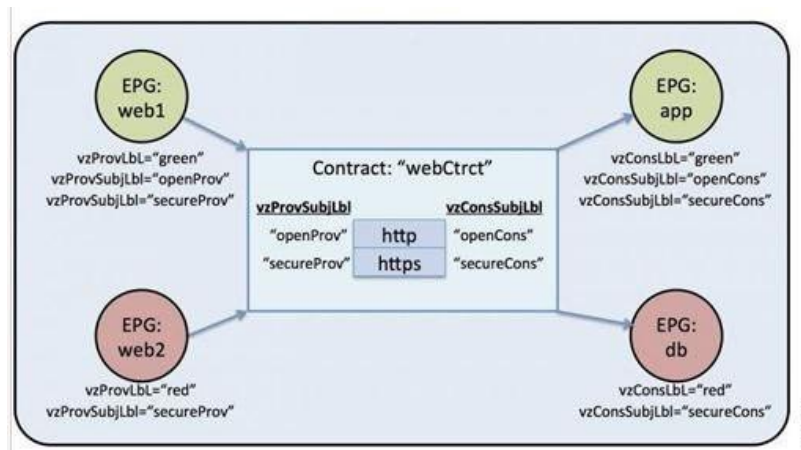 EPG:
web1
vzProvLbL="green"
vzProvSubjLbl="openProv"
vzProvSubjLbl="secureProv"
EPG:
app
vzConsLbL="green"
vzConsSubjLbl="openCons"
vzConsSubjLbl="secureCons"
Contract: "webCtrct"
vzProvSubjLbl
vzConsSubjLbl
"openProv" http "openCons"
"secureProv" https "secureCons"
EPG:
web2
vzProvLbL="red"
vzProvSubjLbl="secureProv"
EPG:
db
vzConsLbL="red"
vzConsSubjLbl="secureCons"